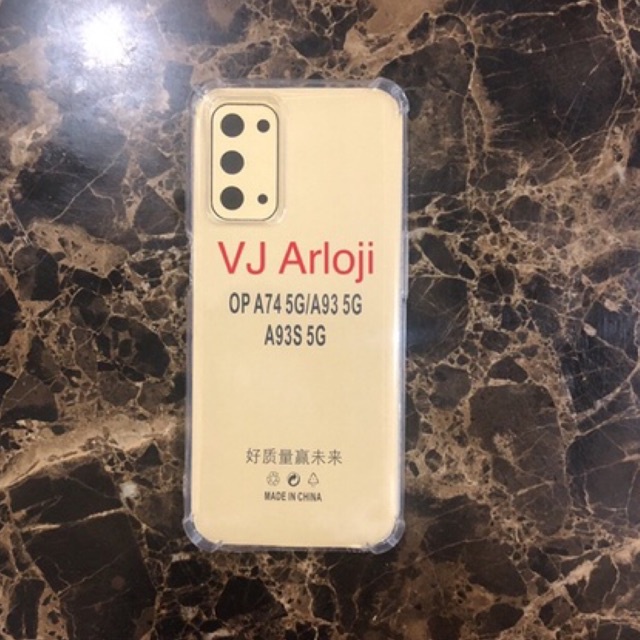 VJ Arloji
OP A74 5G/A93 5G
A93S 5G
好质量赢未来
MADE IN CHINA